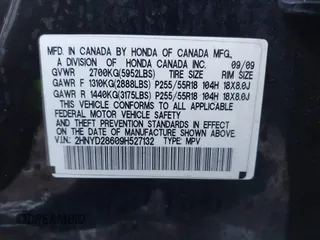 MFD. IN CANADA BY HONDA OF CANADA MFG.,
A DIVISION OF HONDA CANADA INC. 09/09
GVWR 2700KG(5952LBS) TIRE SIZE RIM SIZE
GAWR F 1310KG(2888LBS) P255/55R18 104H 18X8.0J
GAWR R 1440KG(3175LBS) P255/55R18 104H 18X8.0J
THIS VEHICLE CONFORMS TO ALL APPLICABLE
FEDERAL MOTOR VEHICLE SAFETY STANDARDS
IN EFFECT ON THE DATE OF MANUFACTURE
SHOWN ABOVE.
V.I.N: 2HNYD28609H527132 TYPE: MPV